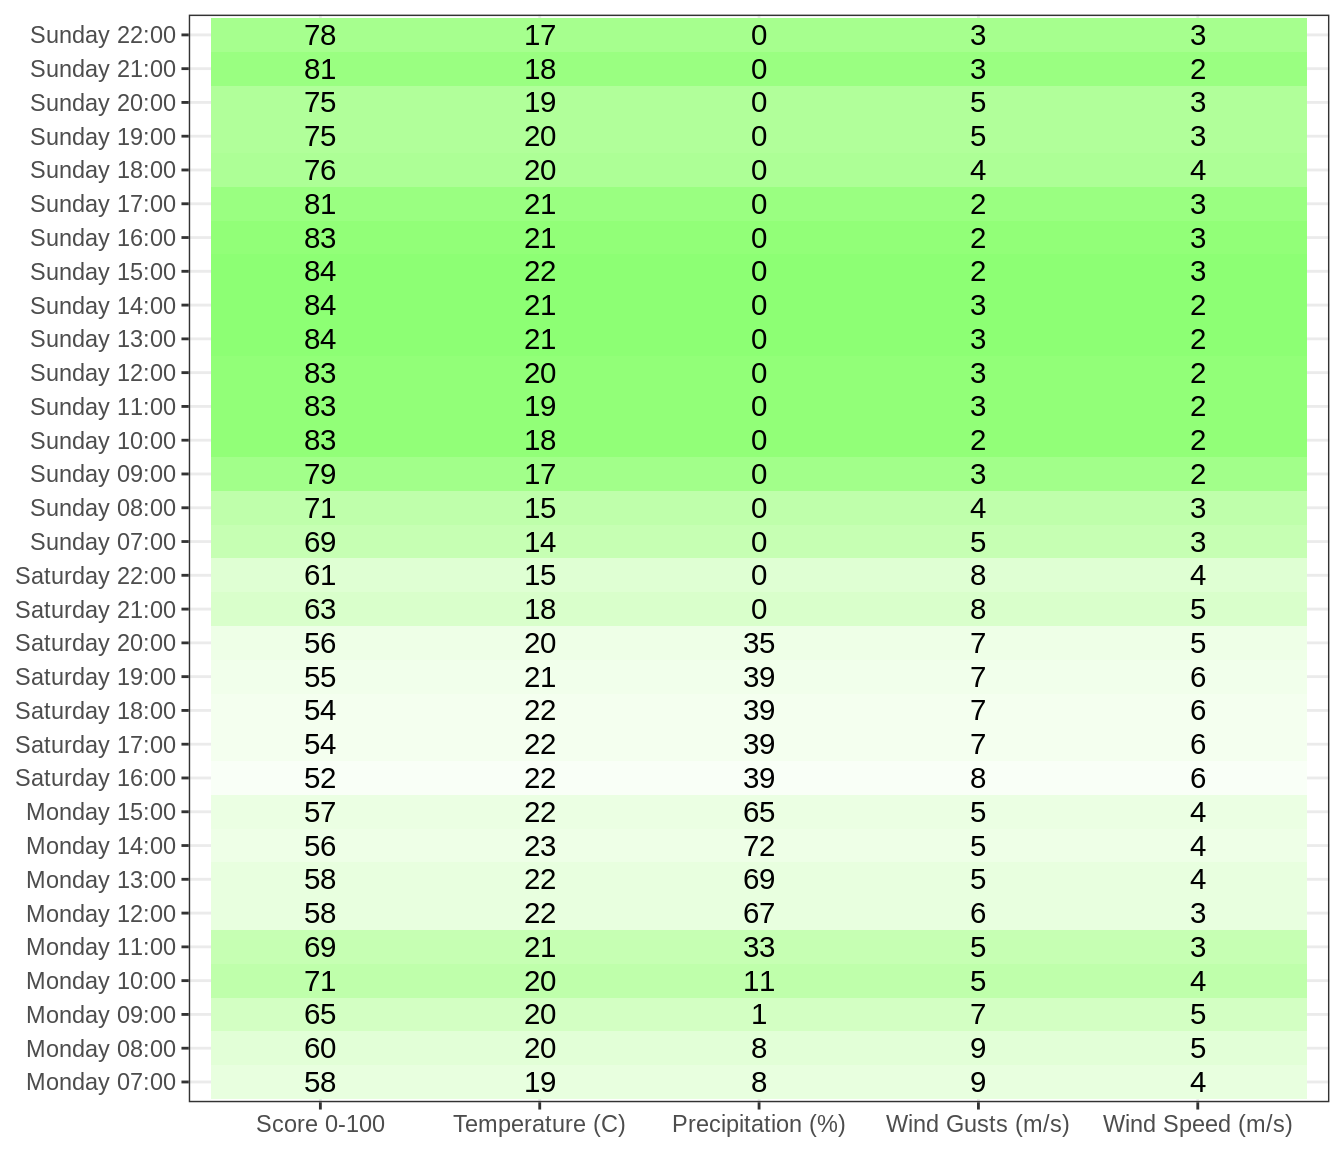 Sunday 22:00 78 17 0 3 3
Sunday 21:00 81 18 0 3 2
Sunday 20:00 75 19 0 5 3
Sunday 19:00 75 20 0 5 3
Sunday 18:00 76 20 0 4 4
Sunday 17:00 81 21 0 2 3
Sunday 16:00 83 21 0 2 3
Sunday 15:00 84 22 0 2 3
Sunday 14:00 84 21 0 3 2
Sunday 13:00 84 21 0 3 2
Sunday 12:00 83 20 0 3 2
Sunday 11:00 83 19 0 3 2
Sunday 10:00 83 18 0 2 2
Sunday 09:00 79 17 0 3 2
Sunday 08:00 71 15 0 4 3
Sunday 07:00 69 14 0 5 3
Saturday 22:00 61 15 0 8 4
Saturday 21:00 63 18 0 8 5
Saturday 20:00 56 20 35 7 5
Saturday 19:00 55 21 39 7 6
Saturday 18:00 54 22 39 7 6
Saturday 17:00 54 22 39 7 6
Saturday 16:00 52 22 39 8 6
Monday 15:00 57 22 65 5 4
Monday 14:00 56 23 72 5 4
Monday 13:00 58 22 69 5 4
Monday 12:00 58 22 67 6 3
Monday 11:00 69 21 33 5 3
Monday 10:00 71 20 11 5 4
Monday 09:00 65 20 1 7 5
Monday 08:00 60 20 8 9 5
Monday 07:00 58 19 8 9 4
Score 0-100 Temperature (C) Precipitation (%) Wind Gusts (m/s) Wind Speed (m/s)